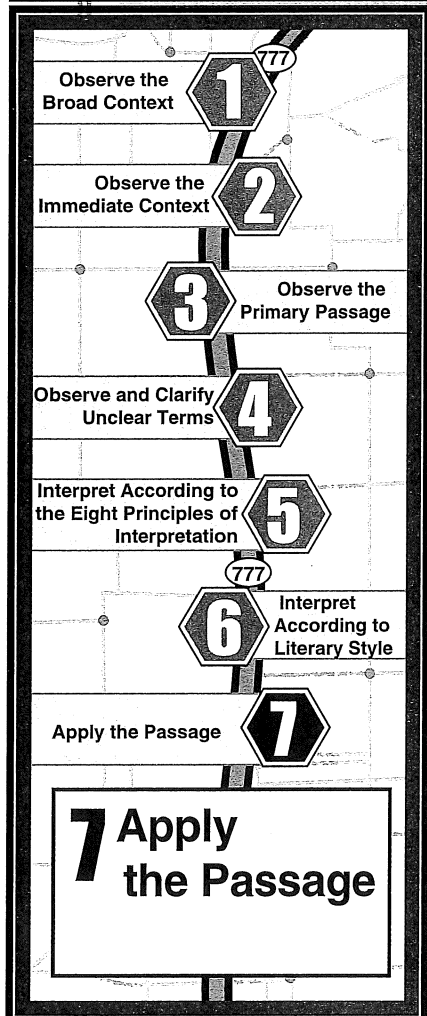 777
1
Observe the
Broad Context
2
Observe the
Immediate Context
3
Observe the
Primary Passage
4
Observe and Clarify
Unclear Terms
5
Interpret According to
the Eight Principles of
Interpretation
777
6
Interpret
According to
Literary Style
7
Apply the Passage
7 Apply
the Passage